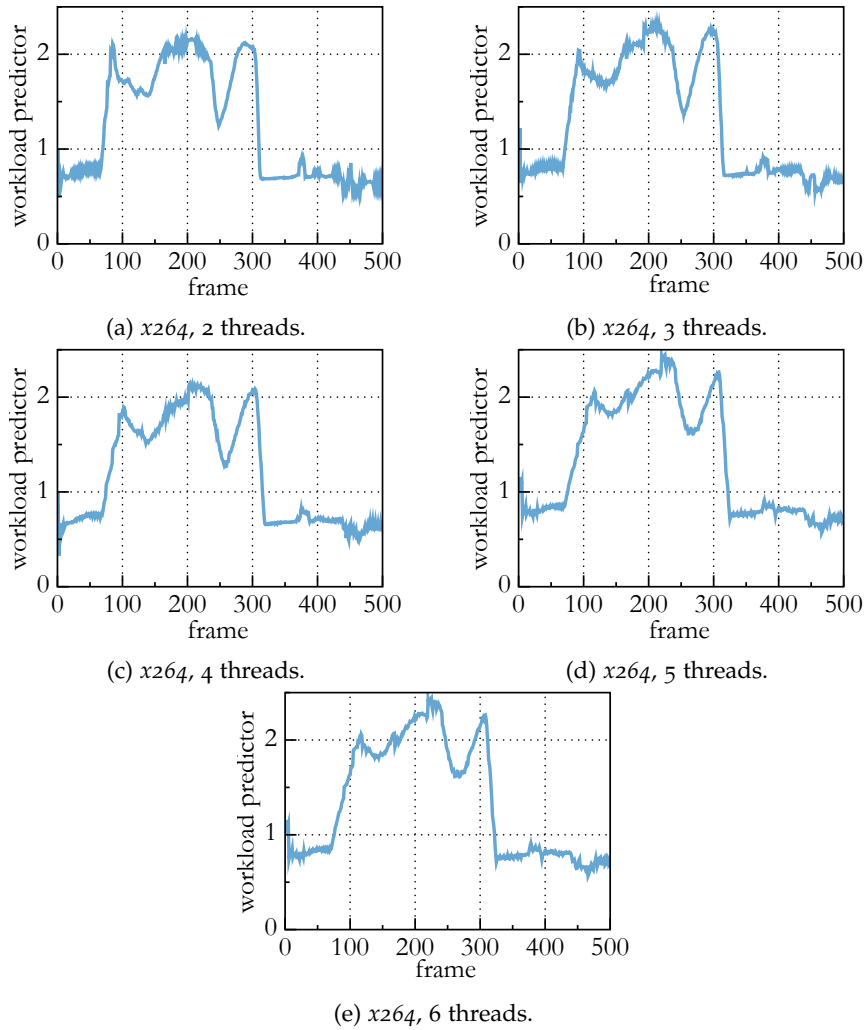 workload predictor
2
1
0
0 100 200 300 400 500
frame
(a) x264, 2 threads.
workload predictor
2
1
0
0 100 200 300 400 500
frame
(b) x264, 3 threads.
workload predictor
2
1
0
0 100 200 300 400 500
frame
(c) x264, 4 threads.
workload predictor
2
1
0
0 100 200 300 400 500
frame
(d) x264, 5 threads.
workload predictor
2
1
0
0 100 200 300 400 500
frame
(e) x264, 6 threads.